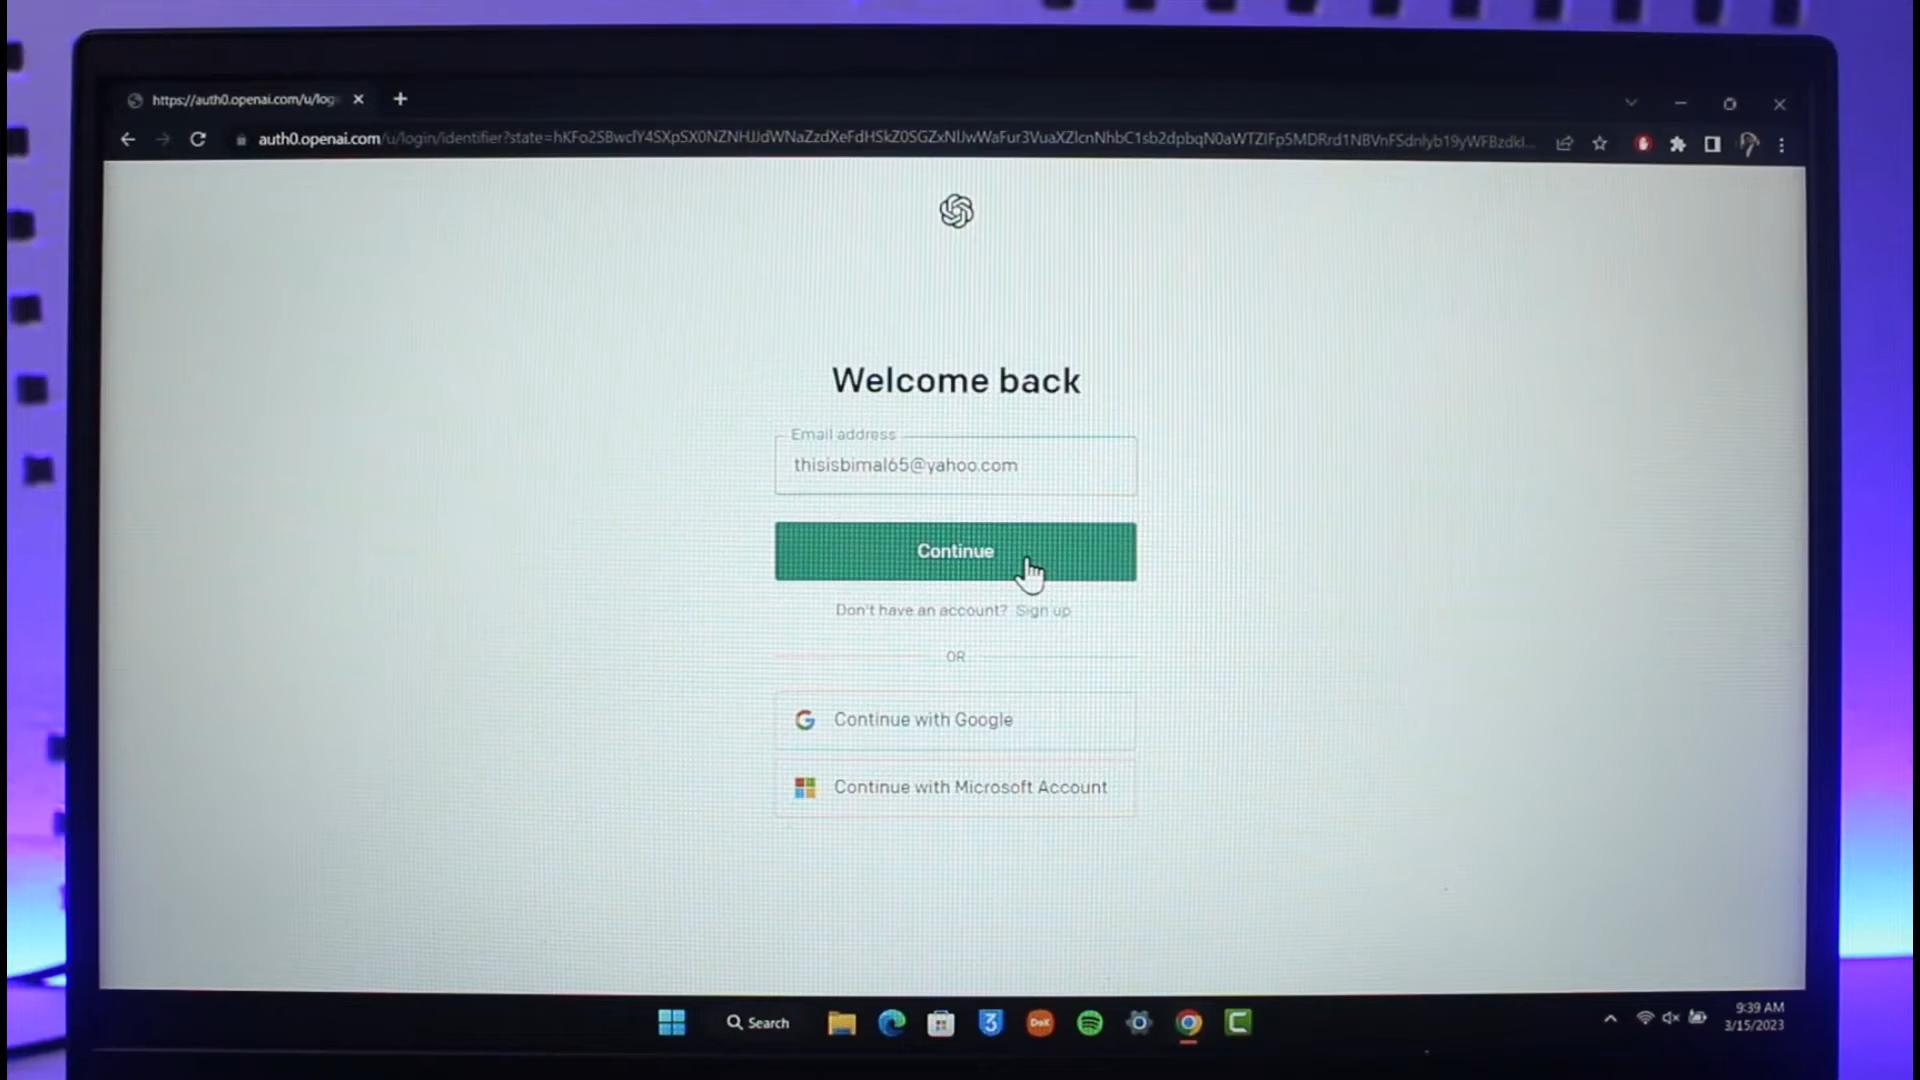 https://auth0.openai.com/u/log
auth0.openai.com/u/login/identifier?state=
Welcome back
Email address
thisisbimal65@yahoo.com
Continue
Don't have an account? Sign up
OR
Continue with Google
Continue with Microsoft Account
Search
9:39 AM
3/15/2023